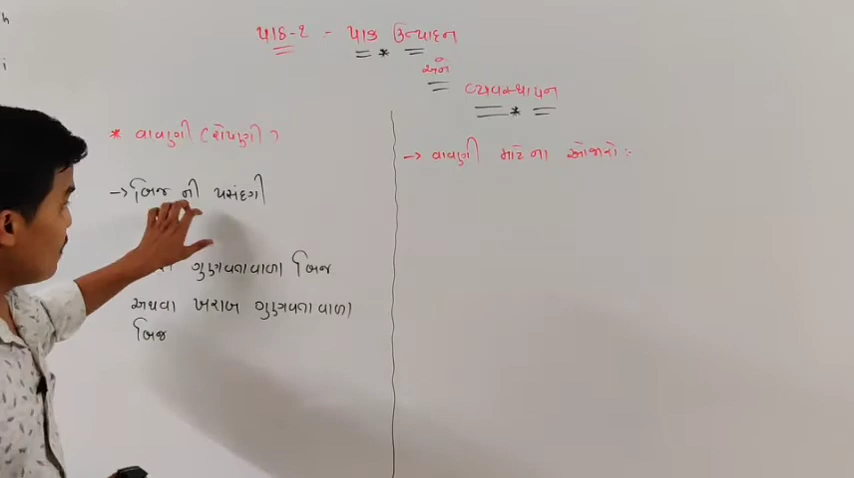 પાઠ-૨ - પાક ઉત્પાદન
અને
વ્યવસ્થાપન
* વાવણી (રોપણી)
→ બિજ ની પસંદગી
ગુણવતાવાળા બિજ
અથવા ખરાબ ગુણવતાવાળા
બિજ
→ વાવણી માટેના ઓજારો :-